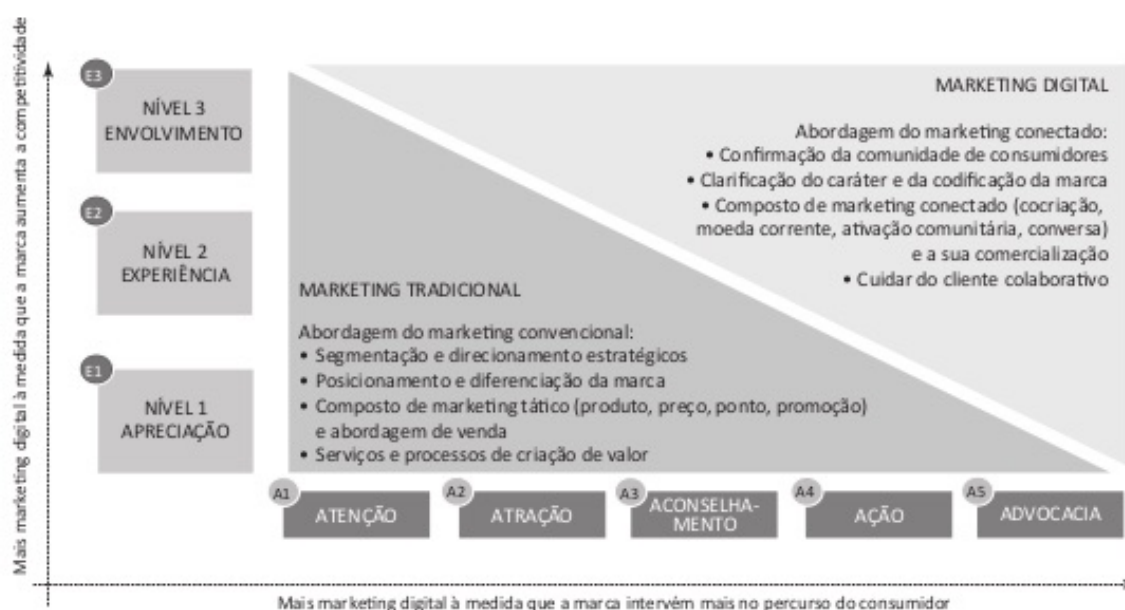 Mais marketing digital à medida que a marca aumenta a competitividade
E3
NÍVEL 3
ENVOLVIMENTO
E2
NÍVEL 2
EXPERIÊNCIA
E1
NÍVEL 1
APRECIAÇÃO
MARKETING DIGITAL
Abordagem do marketing conectado:
• Confirmação da comunidade de consumidores
• Clarificação do caráter e da codificação da marca
• Composto de marketing conectado (cocriação,
moeda corrente, ativação comunitária, conversa)
e a sua comercialização
• Cuidar do cliente colaborativo
MARKETING TRADICIONAL
Abordagem do marketing convencional:
• Segmentação e direcionamento estratégicos
• Posicionamento e diferenciação da marca
• Composto de marketing tático (produto, preço, ponto, promoção)
e abordagem de venda
• Serviços e processos de criação de valor
A1
ATENÇÃO
A2
ATRAÇÃO
A3
ACONSELHA-
MENTO
A4
AÇÃO
A5
ADVOCACIA
Mais marketing digital à medida que a marca intervém mais no percurso do consumidor